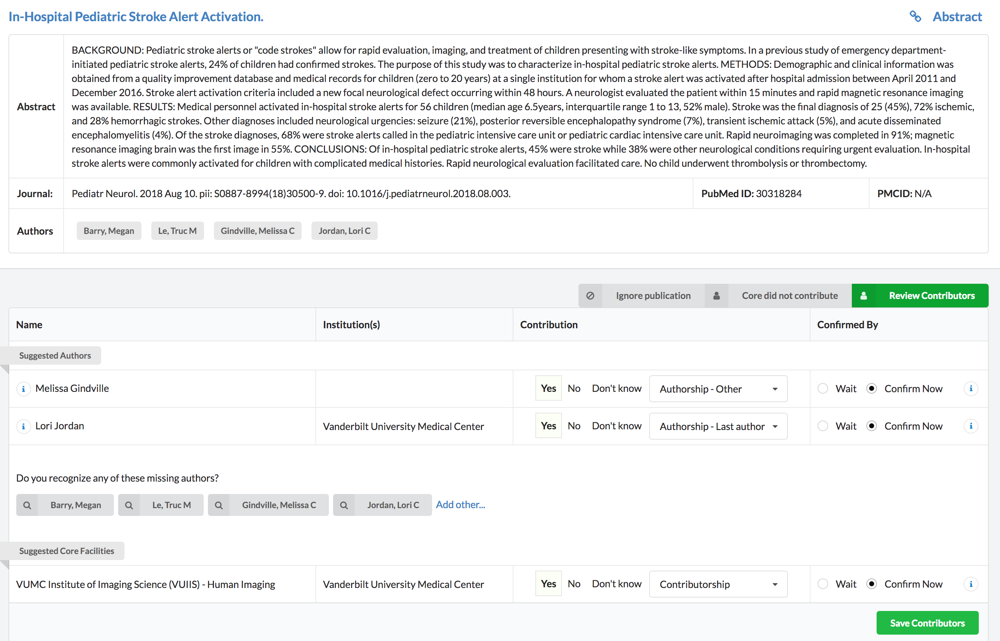 In-Hospital Pediatric Stroke Alert Activation.
Abstract
Abstract
BACKGROUND: Pediatric stroke alerts or "code strokes" allow for rapid evaluation, imaging, and treatment of children presenting with stroke-like symptoms. In a previous study of emergency department-
initiated pediatric stroke alerts, 24% of children had confirmed strokes. The purpose of this study was to characterize in-hospital pediatric stroke alerts. METHODS: Demographic and clinical information was
obtained from a quality improvement database and medical records for children (zero to 20 years) at a single institution for whom a stroke alert was activated after hospital admission between April 2011 and
December 2016. Stroke alert activation criteria included a new focal neurological defect occurring within 48 hours. A neurologist evaluated the patient within 15 minutes and rapid magnetic resonance imaging
was available. RESULTS: Medical personnel activated in-hospital stroke alerts for 56 children (median age 6.5years, interquartile range 1 to 13, 52% male). Stroke was the final diagnosis of 25 (45%), 72% ischemic,
and 28% hemorrhagic strokes. Other diagnoses included neurological urgencies: seizure (21%), posterior reversible encephalopathy syndrome (7%), transient ischemic attack (5%), and acute disseminated
encephalomyelitis (4%). Of the stroke diagnoses, 68% were stroke alerts called in the pediatric intensive care unit or pediatric cardiac intensive care unit. Rapid neuroimaging was completed in 91%; magnetic
resonance imaging brain was the first image in 55%. CONCLUSIONS: Of in-hospital pediatric stroke alerts, 45% were stroke while 38% were other neurological conditions requiring urgent evaluation. In-hospital
stroke alerts were commonly activated for children with complicated medical histories. Rapid neurological evaluation facilitated care. No child underwent thrombolysis or thrombectomy.
Journal:
Pediatr Neurol. 2018 Aug 10. pii: S0887-8994(18)30500-9. doi: 10.1016/j.pediatrneurol.2018.08.003.
PubMed ID: 30318284
PMCID: N/A
Authors
Barry, Megan
Le, Truc M
Gindville, Melissa C
Jordan, Lori C
Ignore publication
Core did not contribute
Review Contributors
Name
Institution(s)
Contribution
Confirmed By
Suggested Authors
Melissa Gindville
Yes No Don't know
Authorship - Other
Wait
Confirm Now
Lori Jordan
Vanderbilt University Medical Center
Yes No Don't know
Authorship - Last author
Wait
Confirm Now
Do you recognize any of these missing authors?
Barry, Megan
Le, Truc M
Gindville, Melissa C
Jordan, Lori C
Add other...
Suggested Core Facilities
VUMC Institute of Imaging Science (VUIIS) - Human Imaging
Vanderbilt University Medical Center
Yes No Don't know
Contributorship
Wait
Confirm Now
Save Contributors